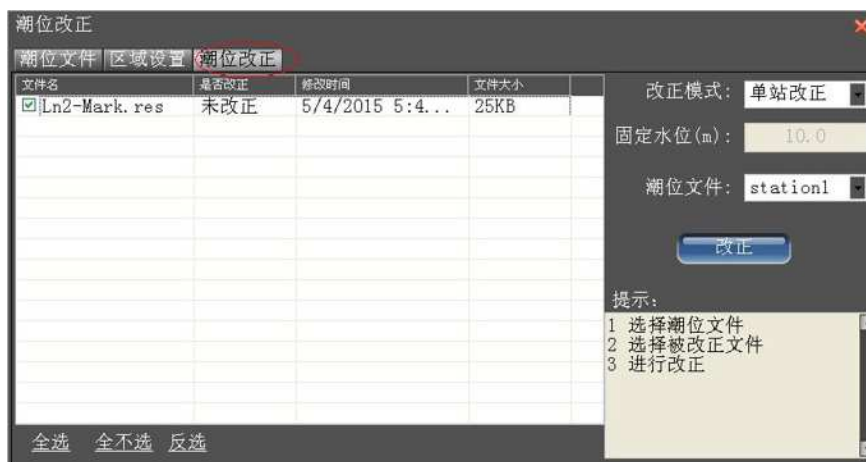 潮位改正
潮位文件 区域设置 潮位改正
文件名 是否改正 修改时间 文件大小
Ln2-Mark.res 未改正 5/4/2015 5:4... 25KB
改正模式: 单站改正
固定水位(m): 10.0
潮位文件: station1
改正
提示:
1 选择潮位文件
2 选择被改正文件
3 进行改正
全选 全不选 反选